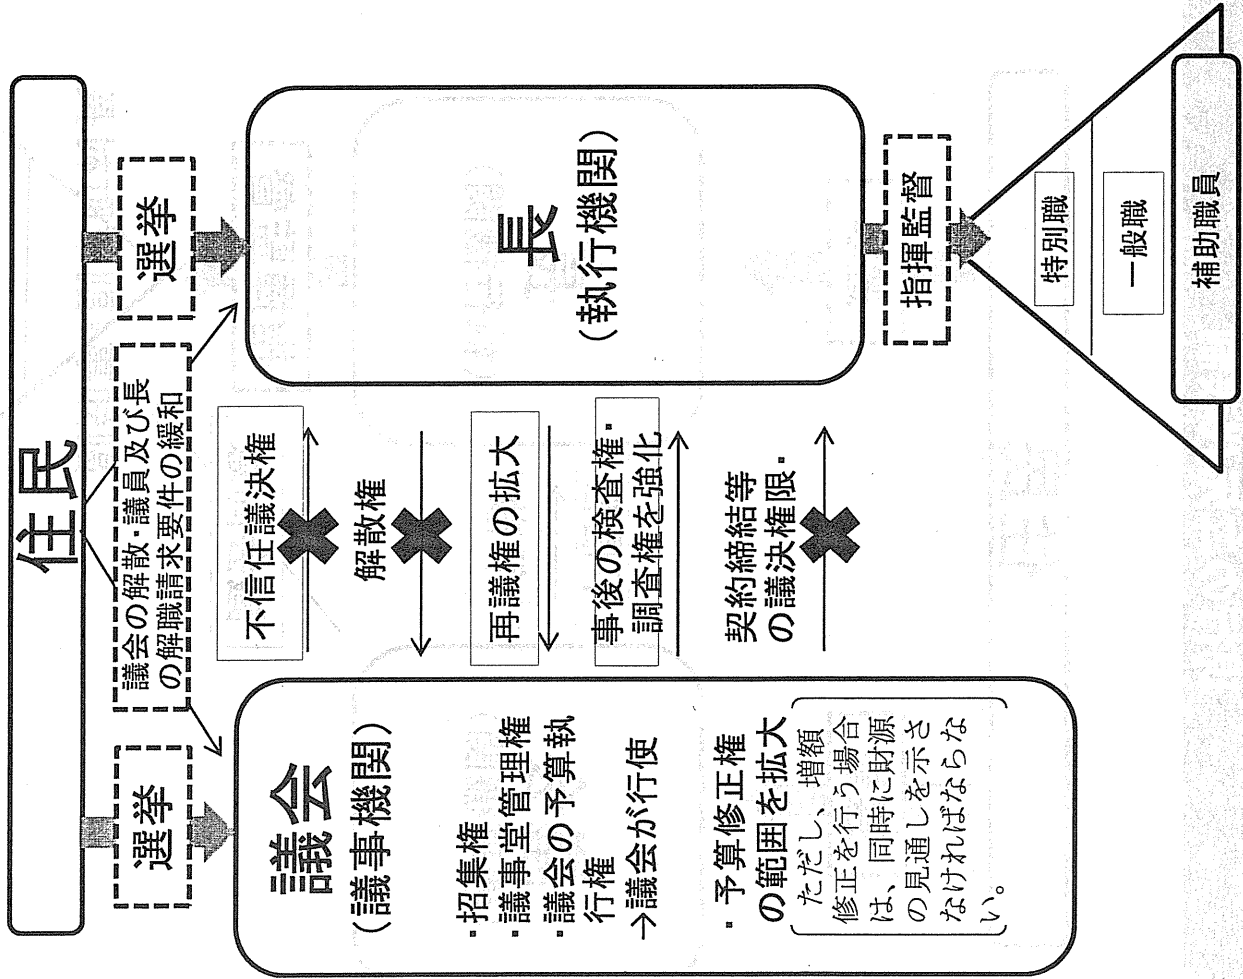 住民
選挙
議会の解散・議員及び長
の解職請求要件の緩和
選挙
議会
(議事機関)
・招集権
・議事堂管理権
・議会の予算執
行権
→議会が行使
・予算修正権
の範囲を拡大
ただし、増額
修正を行う場合
は、同時に財源
の見通しを示さ
なければならな
い。
不信任議決権
解散権
再議権の拡大
事後の検査権・
調査権を強化
契約締結等
の議決権限・
長
(執行機関)
指揮監督
特別職
一般職
補助職員